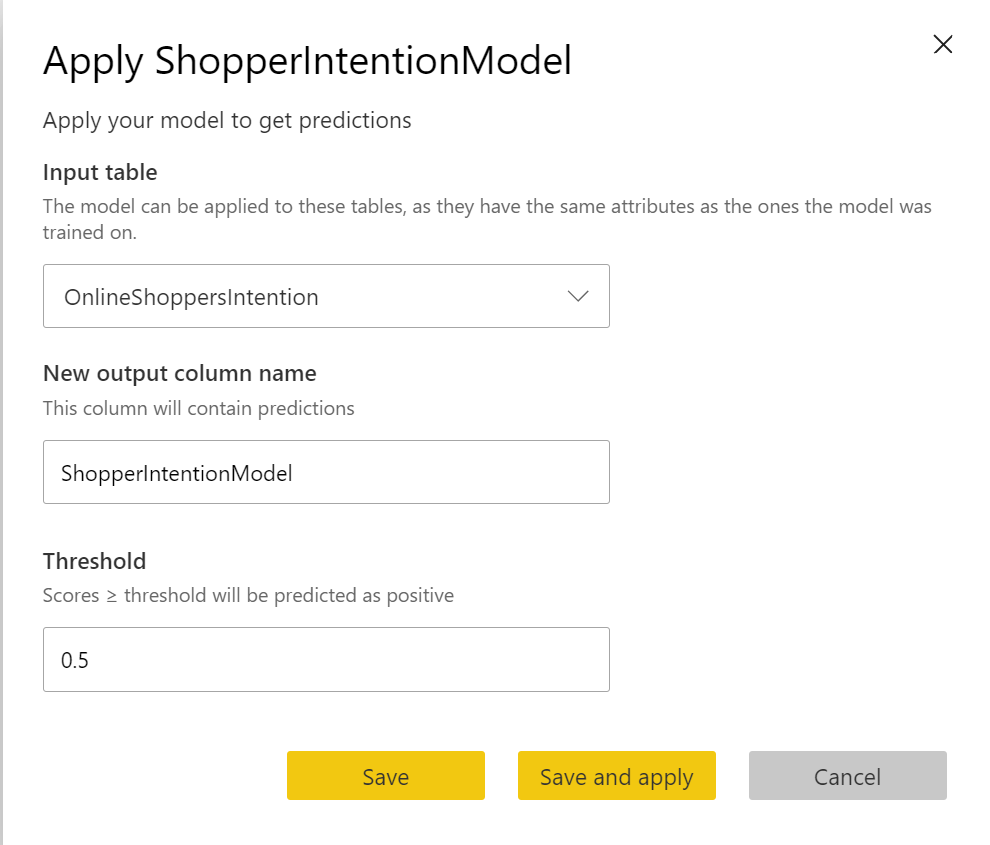 Apply ShopperIntentionModel
Apply your model to get predictions
Input table
The model can be applied to these tables, as they have the same attributes as the ones the model was
trained on.
OnlineShoppersIntention
New output column name
This column will contain predictions
ShopperIntentionModel
Threshold
Scores ≥ threshold will be predicted as positive
0.5
Save
Save and apply
Cancel